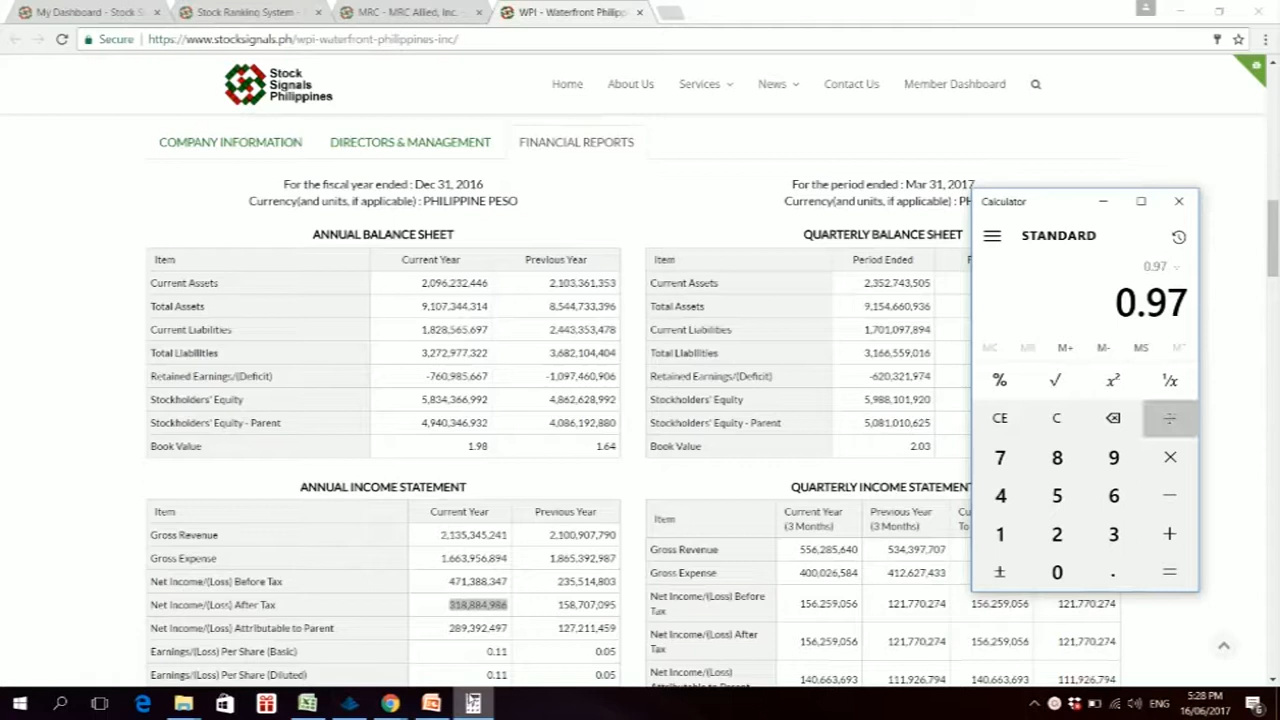 My Dashboard - Stock S
Stock Ranking System -
MRC - MRC Allied, Inc.
WPI - Waterfront Philipp
Secure | https://www.stocksignals.ph/wpi-waterfront-philippines-inc/
Stock
Signals
Philippines
Home About Us Services News Contact Us Member Dashboard
COMPANY INFORMATION DIRECTORS & MANAGEMENT FINANCIAL REPORTS
For the fiscal year ended : Dec 31, 2016
Currency(and units, if applicable) : PHILIPPINE PESO
ANNUAL BALANCE SHEET
Item Current Year Previous Year
Current Assets 2,096,232,446 2,103,361,353
Total Assets 9,107,344,314 8,544,733,396
Current Liabilities 1,828,565,697 2,443,353,478
Total Liabilities 3,272,977,322 3,682,104,404
Retained Earnings/(Deficit) -760,985,667 -1,097,460,906
Stockholders' Equity 5,834,366,992 4,862,628,992
Stockholders' Equity - Parent 4,940,346,932 4,086,192,880
Book Value 1.98 1.64
ANNUAL INCOME STATEMENT
Item Current Year Previous Year
Gross Revenue 2,135,345,241 2,100,907,790
Gross Expense 1,663,956,894 1,865,392,987
Net Income/(Loss) Before Tax 471,388,347 235,514,803
Net Income/(Loss) After Tax 318,884,986 158,707,095
Net Income/(Loss) Attributable to Parent 289,392,497 127,211,459
Earnings/(Loss) Per Share (Basic) 0.11 0.05
Earnings/(Loss) Per Share (Diluted) 0.11 0.05
For the period ended : Mar 31, 2017
Currency(and units, if applicable) : PH
QUARTERLY BALANCE SHEET
Item Period Ended F
Current Assets 2,352,743,505
Total Assets 9,154,660,936
Current Liabilities 1,701,097,894
Total Liabilities 3,166,559,016
Retained Earnings/(Deficit) -620,321,974
Stockholders' Equity 5,988,101,920
Stockholders' Equity - Parent 5,081,010,625
Book Value 2.03
QUARTERLY INCOME STATEMENT
Item Current Year (3 Months) Previous Year (3 Months) Cu To
Gross Revenue 556,285,640 534,397,707
Gross Expense 400,026,584 412,627,433
Net Income/(Loss) Before Tax 156,259,056 121,770,274 156,259,056 121,770,274
Net Income/(Loss) After Tax 156,259,056 121,770,274 156,259,056 121,770,274
Net Income/(Loss) Attributable to Parent 140,663,693 111,926,794 140,663,693 111,926,794
Calculator
STANDARD
0.97
0.97
MC MR M+ M- MS M
% √ x² ¹/x
CE C ÷
7 8 9 ×
4 5 6 −
1 2 3 +
± 0 . =
ENG
5:28 PM
16/06/2017
6